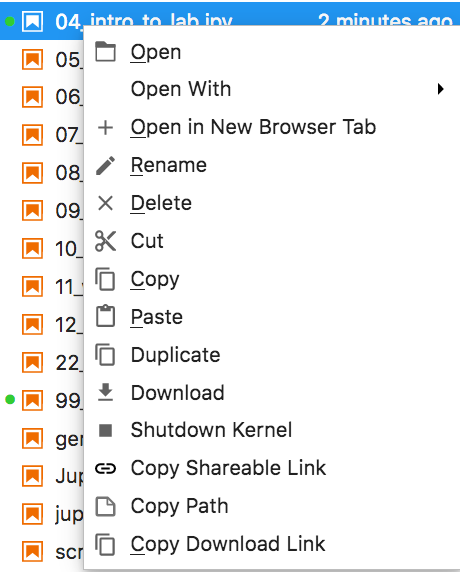 04_intro_to_lab.ipy 2 minutes ago
Open
05_
Open With
06_
Open in New Browser Tab
07_
Rename
08_
Delete
09_
Cut
10_
Copy
11_
Paste
12_
Duplicate
22_
Download
99_
Shutdown Kernel
ger
Copy Shareable Link
Jup
Copy Path
jup
Copy Download Link
scr